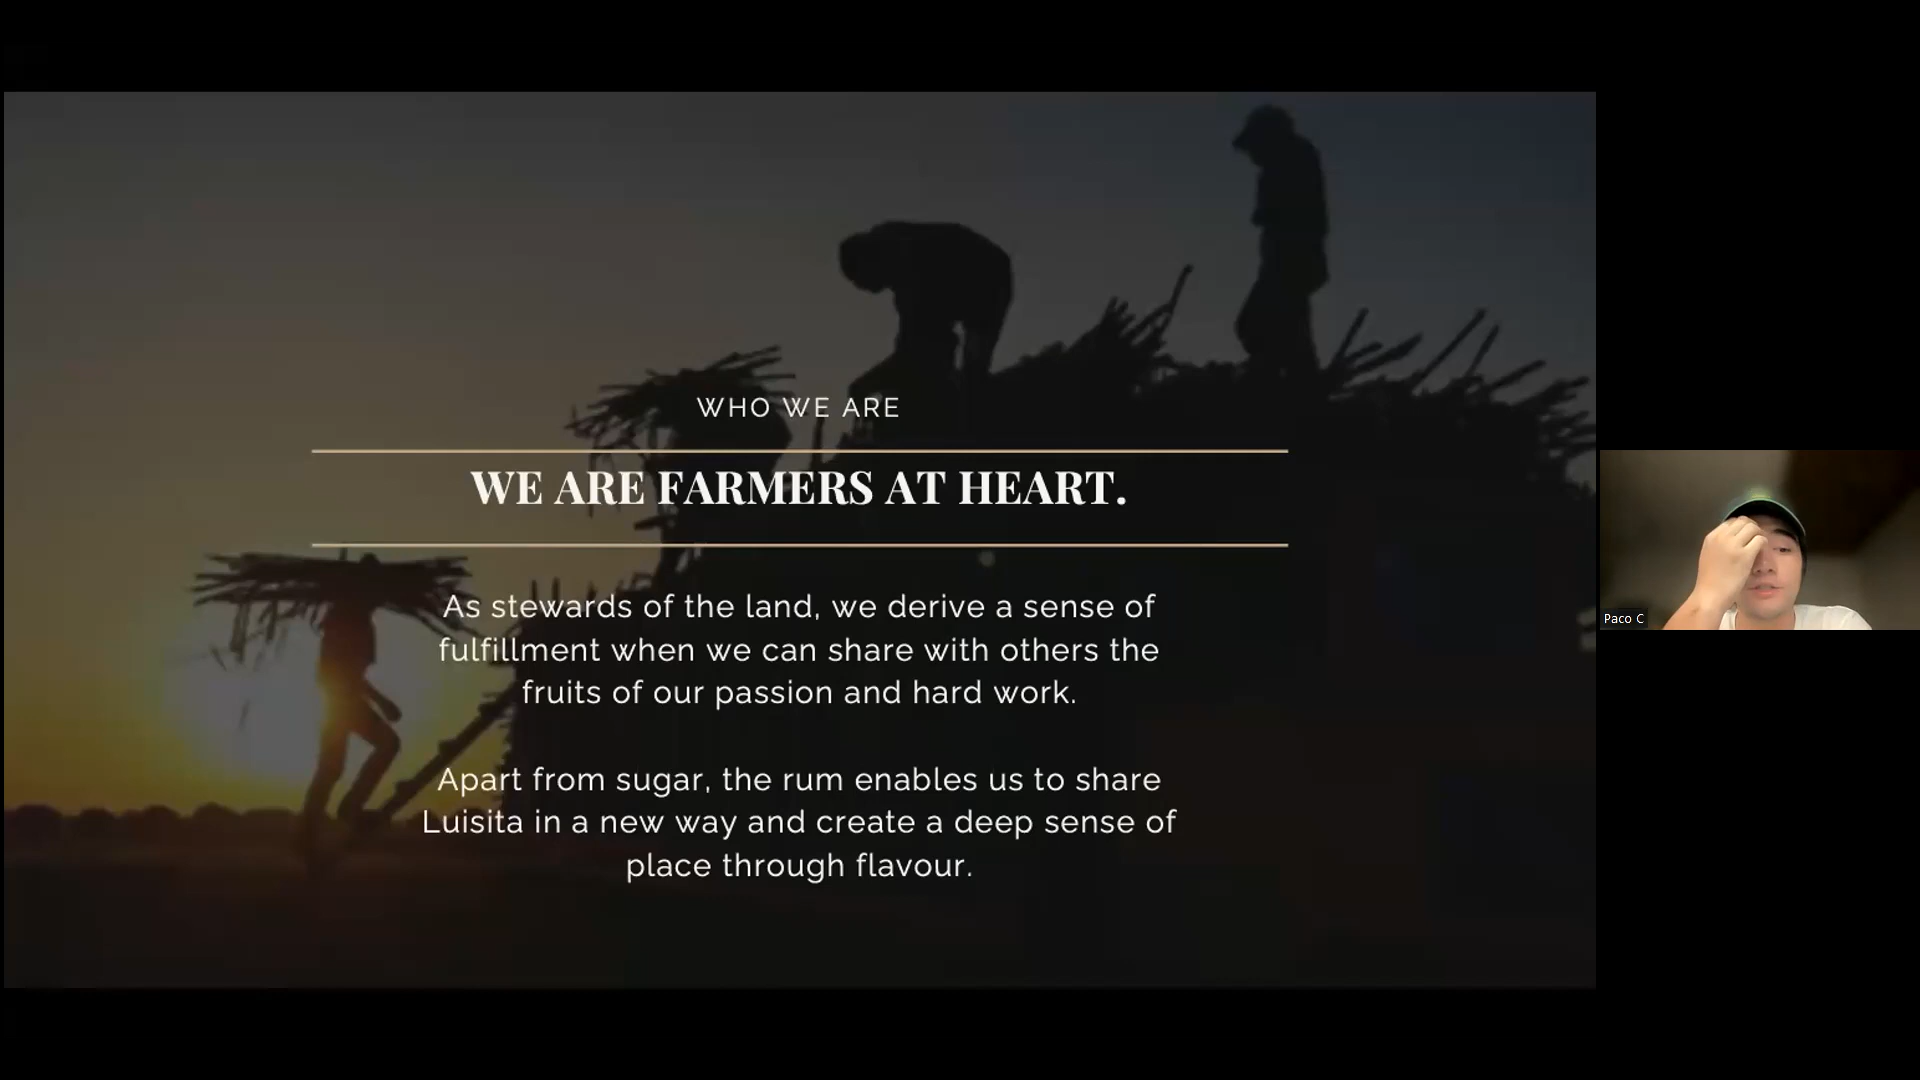 WHO WE ARE
WE ARE FARMERS AT HEART.
As stewards of the land, we derive a sense of
fulfillment when we can share with others the
fruits of our passion and hard work.
Apart from sugar, the rum enables us to share
Luisita in a new way and create a deep sense of
place through flavour.
Paco C